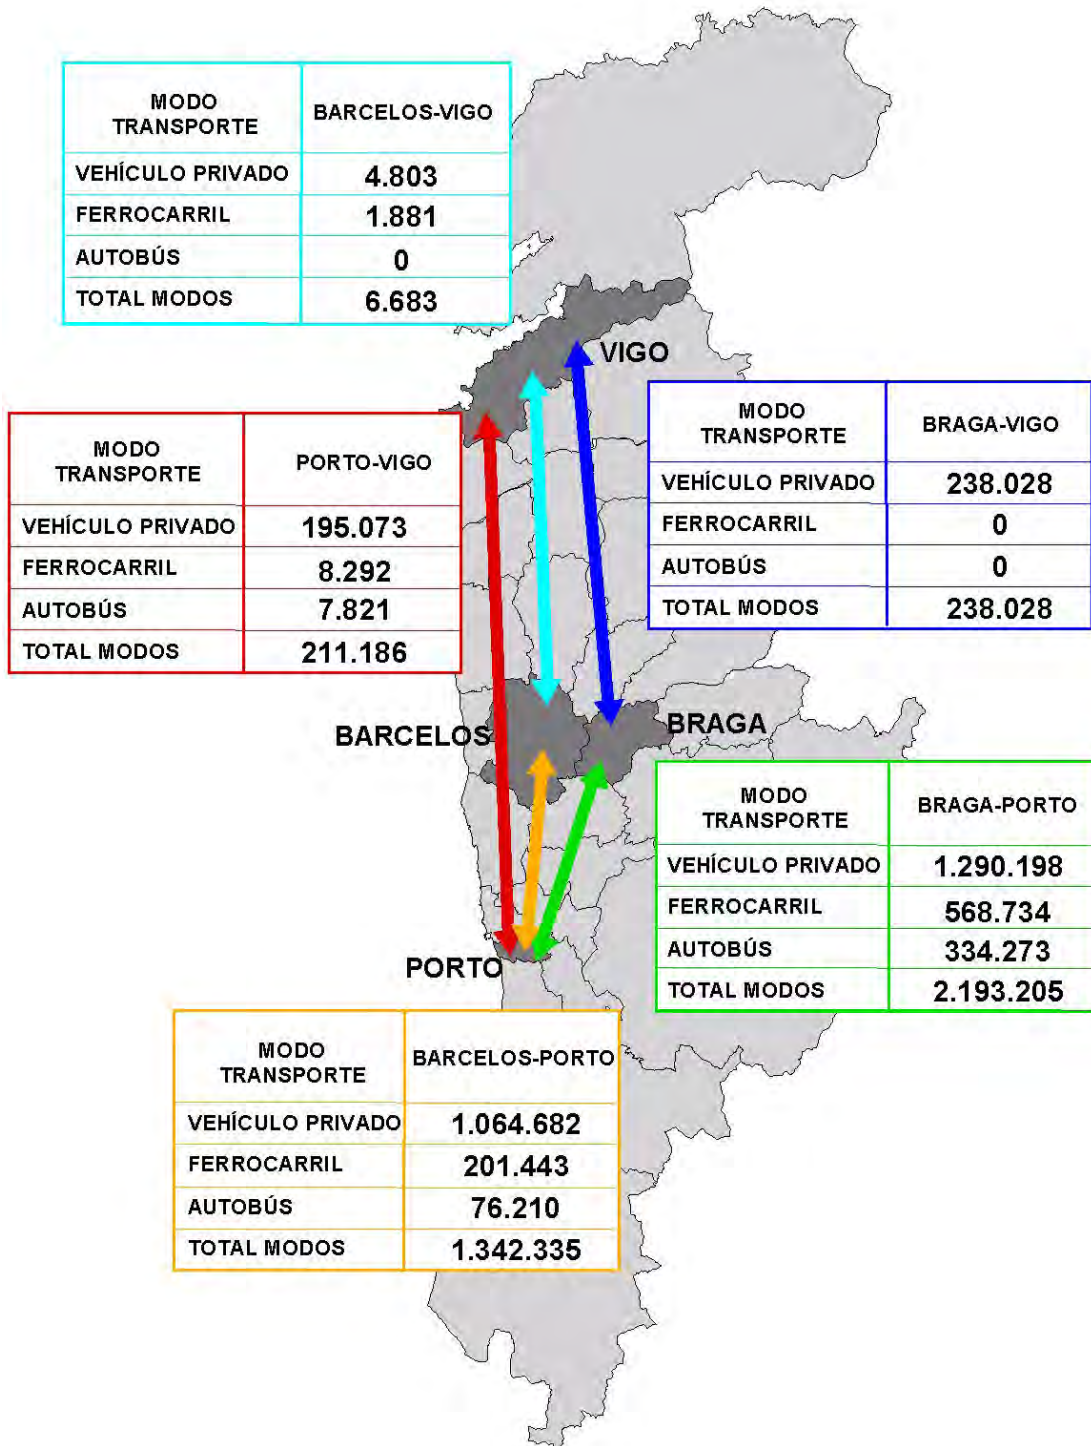 MODO
TRANSPORTE
BARCELOS-VIGO
VEHÍCULO PRIVADO 4.803
FERROCARRIL 1.881
AUTOBÚS 0
TOTAL MODOS 6.683
VIGO
MODO
TRANSPORTE
BRAGA-VIGO
VEHÍCULO PRIVADO 238.028
FERROCARRIL 0
AUTOBÚS 0
TOTAL MODOS 238.028
MODO
TRANSPORTE
PORTO-VIGO
VEHÍCULO PRIVADO 195.073
FERROCARRIL 8.292
AUTOBÚS 7.821
TOTAL MODOS 211.186
BARCELOS
BRAGA
MODO
TRANSPORTE
BRAGA-PORTO
VEHÍCULO PRIVADO 1.290.198
FERROCARRIL 568.734
AUTOBÚS 334.273
TOTAL MODOS 2.193.205
PORTO
MODO
TRANSPORTE
BARCELOS-PORTO
VEHÍCULO PRIVADO 1.064.682
FERROCARRIL 201.443
AUTOBÚS 76.210
TOTAL MODOS 1.342.335